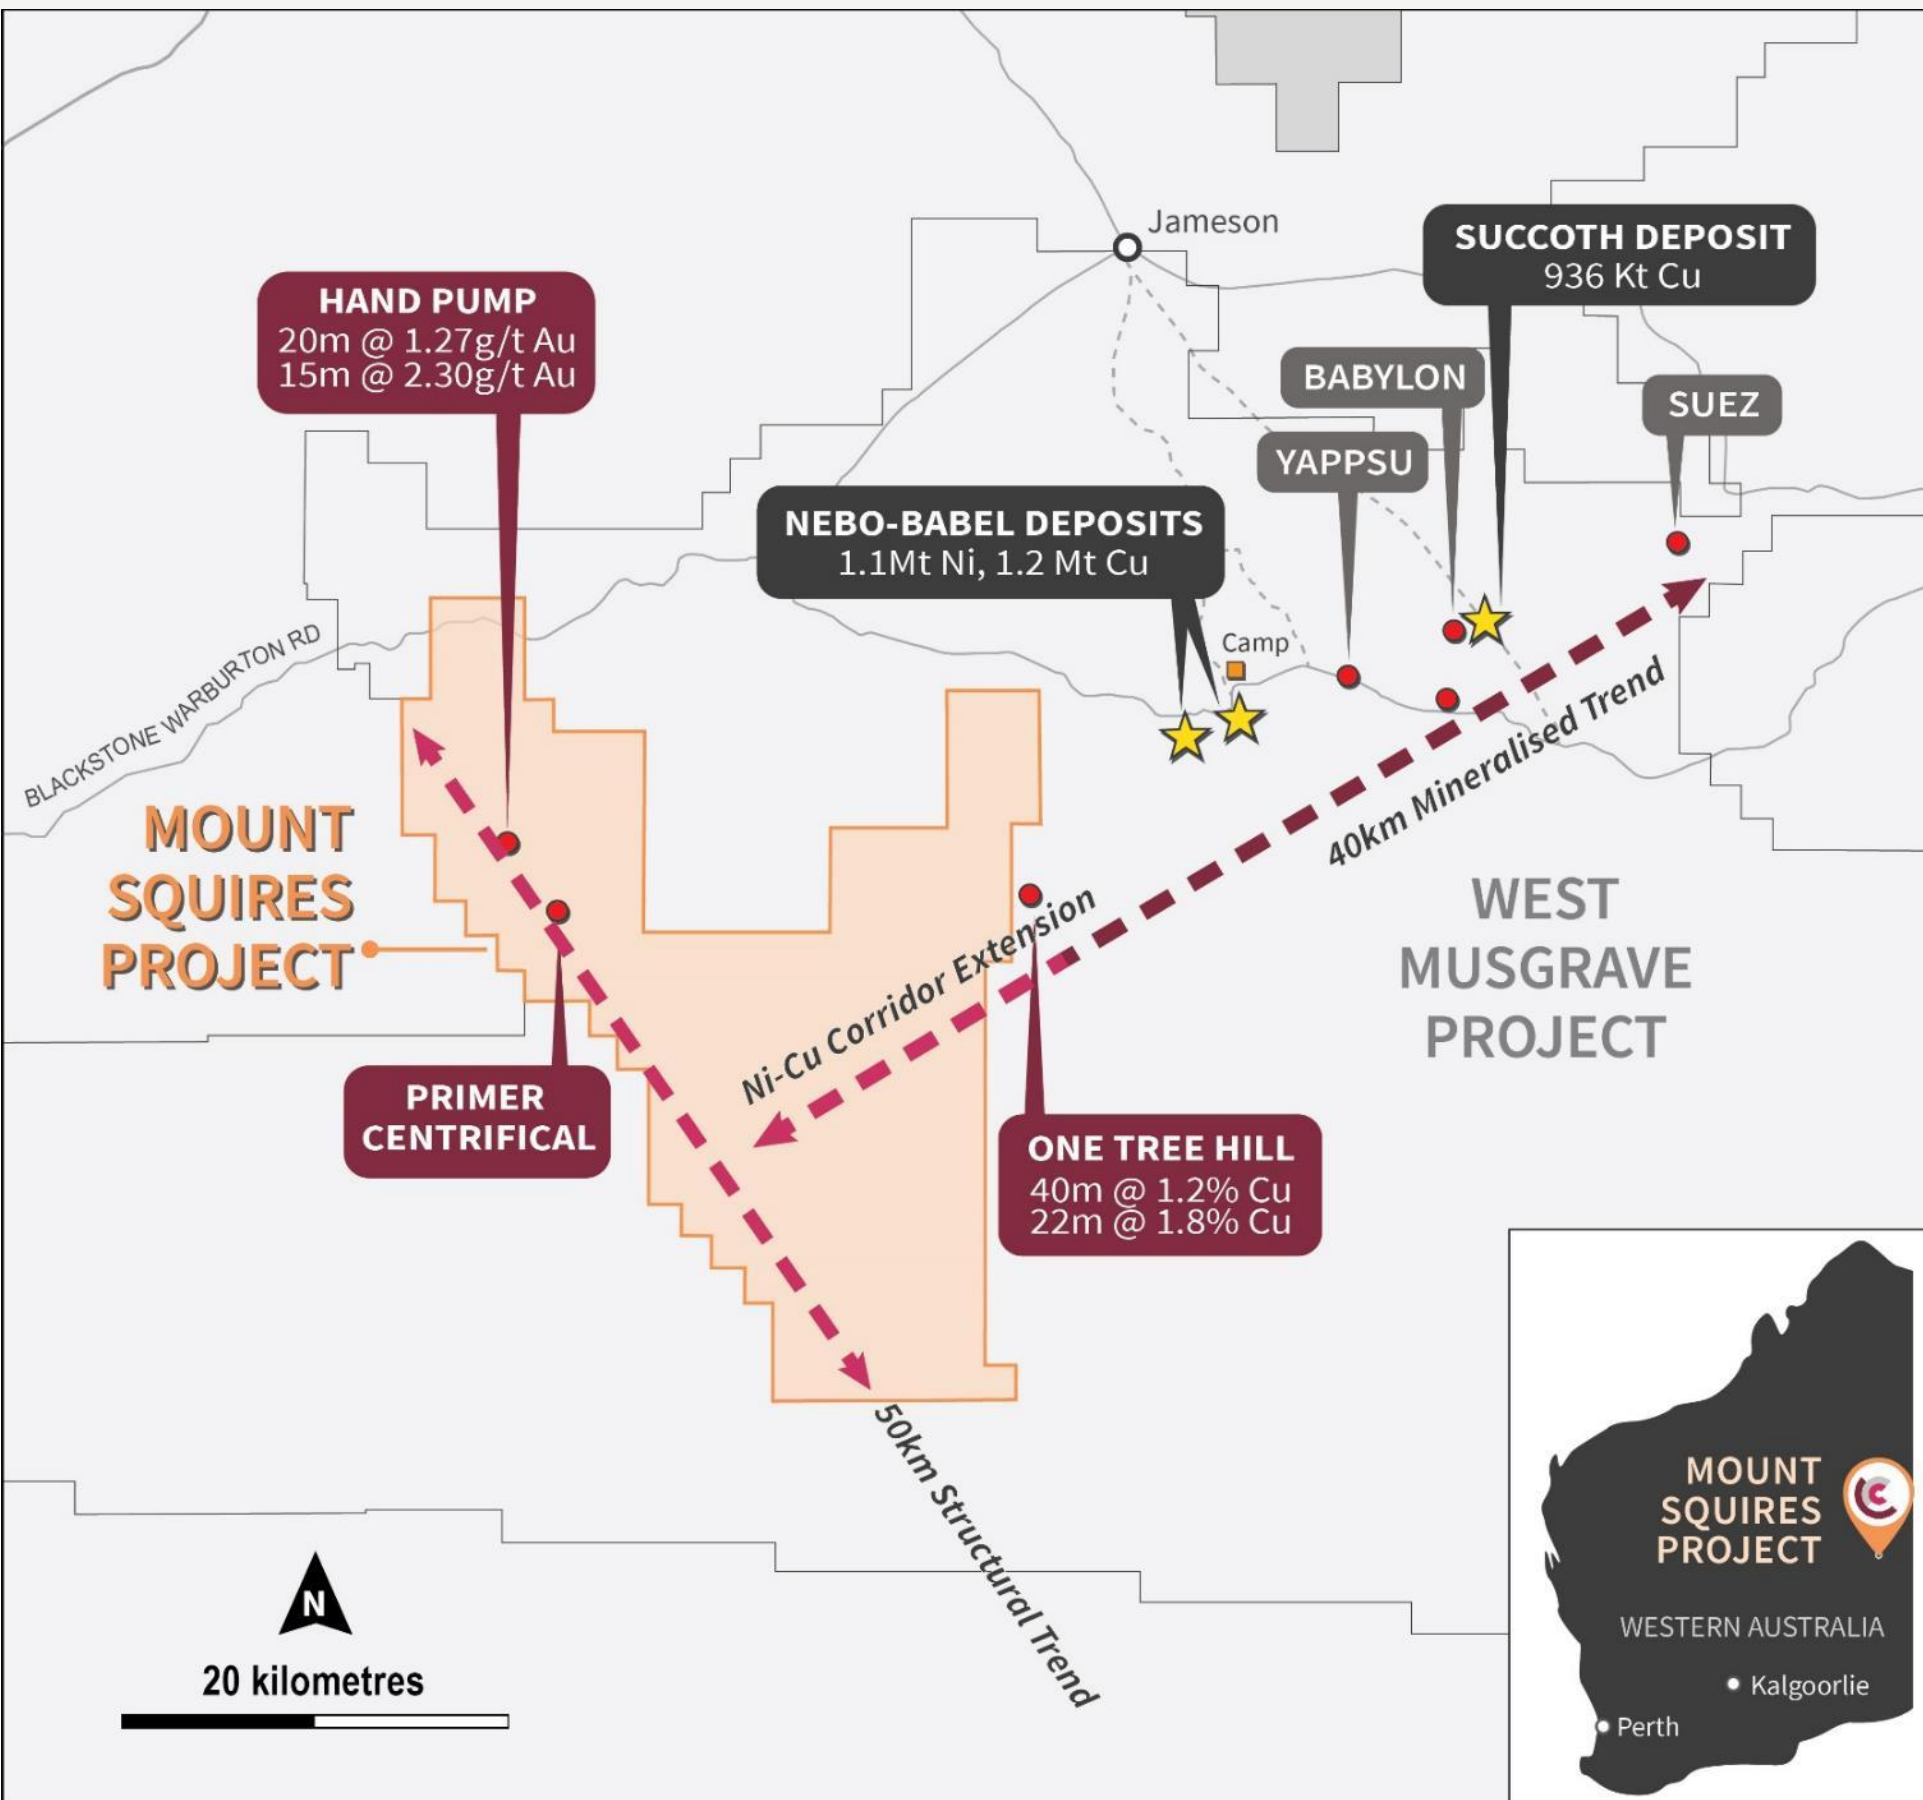 Jameson
SUCCOTH DEPOSIT
936 Kt Cu
HAND PUMP
20m @ 1.27g/t Au
15m @ 2.30g/t Au
BABYLON
SUEZ
YAPPSU
NEBO-BABEL DEPOSITS
1.1Mt Ni, 1.2 Mt Cu
Camp
BLACKSTONE WARBURTON RD
40km Mineralised Trend
MOUNT
SQUIRES
PROJECT
WEST
MUSGRAVE
PROJECT
Ni-Cu Corridor Extension
PRIMER
CENTRIFICAL
ONE TREE HILL
40m @ 1.2% Cu
22m @ 1.8% Cu
50km Structural Trend
N
20 kilometres
MOUNT
SQUIRES
PROJECT
WESTERN AUSTRALIA
Kalgoorlie
Perth